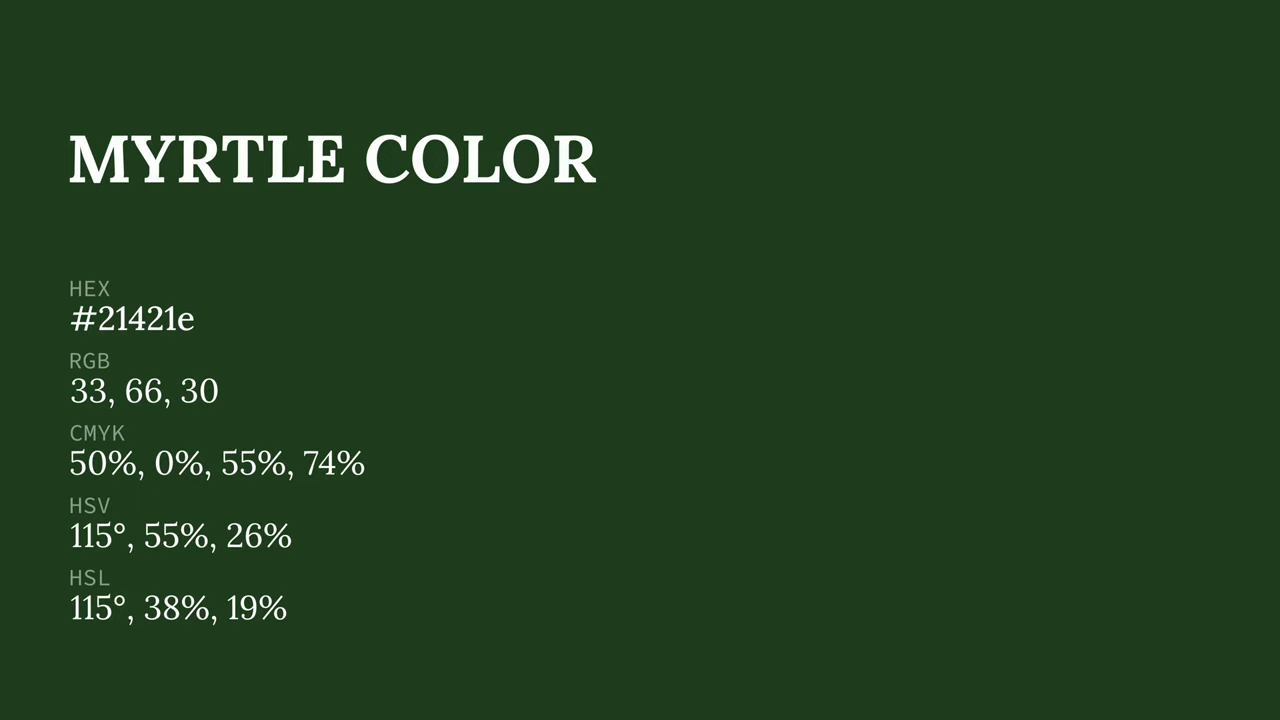 MYRTLE COLOR
HEX
#21421e
RGB
33, 66, 30
CMYK
50%, 0%, 55%, 74%
HSV
115°, 55%, 26%
HSL
115°, 38%, 19%